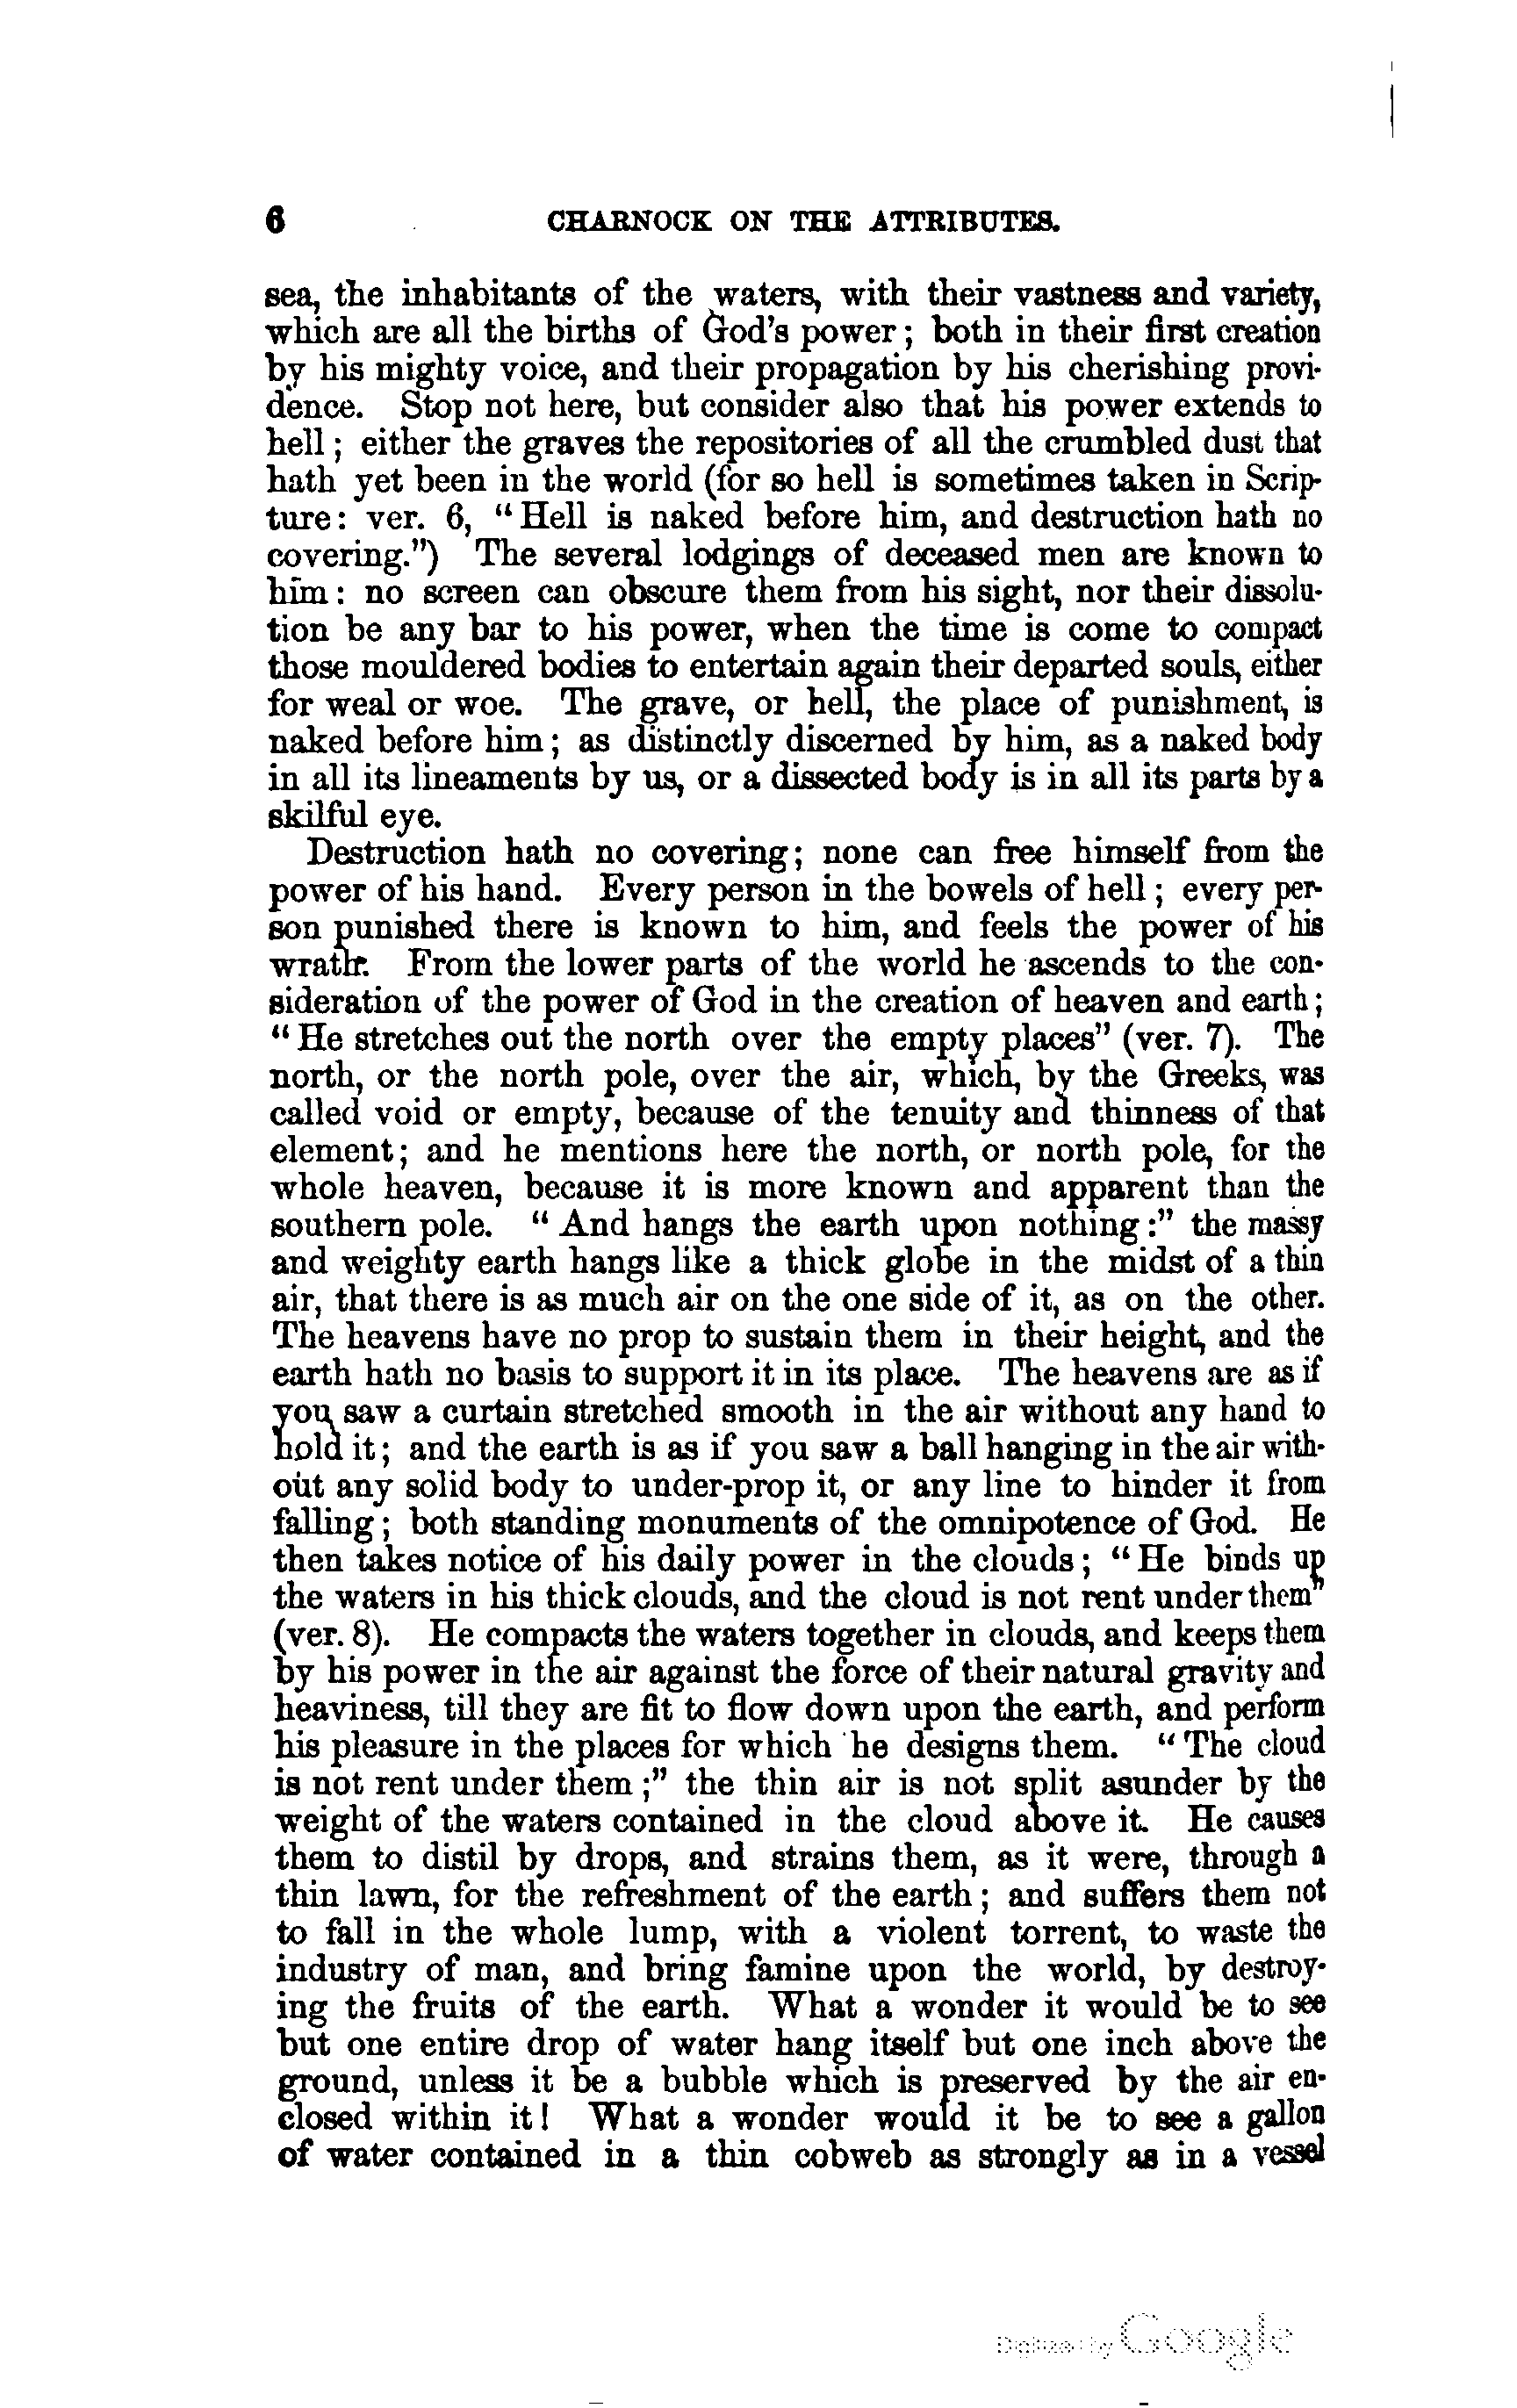 6 CHARNOCK ON THE ATTRIBUTES.
sea, the inhabitants of the waters, with their vastness and variety,
which are all the births of God's power; both in their first creation
by his mighty voice, and their propagation by his cherishing provi-
dence. Stop not here, but consider also that his power extends to
hell; either the graves the repositories of all the crumbled dust that
hath yet been in the world (for so hell is sometimes taken in Scrip-
ture: ver. 6, "Hell is naked before him, and destruction hath no
covering.") The several lodgings of deceased men are known to
him: no screen can obscure them from his sight, nor their dissolu-
tion be any bar to his power, when the time is come to compact
those mouldered bodies to entertain again their departed souls, either
for weal or woe. The grave, or hell, the place of punishment, is
naked before him; as distinctly discerned by him, as a naked body
in all its lineaments by us, or a dissected body is in all its parts by a
skilful eye.
Destruction hath no covering; none can free himself from the
power of his hand. Every person in the bowels of hell; every per-
son punished there is known to him, and feels the power of his
wrath. From the lower parts of the world he ascends to the con-
sideration of the power of God in the creation of heaven and earth;
"He stretches out the north over the empty places" (ver. 7). The
north, or the north pole, over the air, which, by the Greeks, was
called void or empty, because of the tenuity and thinness of that
element; and he mentions here the north, or north pole, for the
whole heaven, because it is more known and apparent than the
southern pole. "And hangs the earth upon nothing:" the massy
and weighty earth hangs like a thick globe in the midst of a thin
air, that there is as much air on the one side of it, as on the other.
The heavens have no prop to sustain them in their height, and the
earth hath no basis to support it in its place. The heavens are as if
you saw a curtain stretched smooth in the air without any hand to
hold it; and the earth is as if you saw a ball hanging in the air with-
out any solid body to under-prop it, or any line to hinder it from
falling; both standing monuments of the omnipotence of God. He
then takes notice of his daily power in the clouds; "He binds up
the waters in his thick clouds, and the cloud is not rent under them"
(ver. 8). He compacts the waters together in clouds, and keeps them
by his power in the air against the force of their natural gravity and
heaviness, till they are fit to flow down upon the earth, and perform
his pleasure in the places for which he designs them. "The cloud
is not rent under them;" the thin air is not split asunder by the
weight of the waters contained in the cloud above it. He causes
them to distil by drops, and strains them, as it were, through a
thin lawn, for the refreshment of the earth; and suffers them not
to fall in the whole lump, with a violent torrent, to waste the
industry of man, and bring famine upon the world, by destroy-
ing the fruits of the earth. What a wonder it would be to see
but one entire drop of water hang itself but one inch above the
ground, unless it be a bubble which is preserved by the air en-
closed within it! What a wonder would it be to see a gallon
of water contained in a thin cobweb as strongly as in a vessel
Digitized by Google